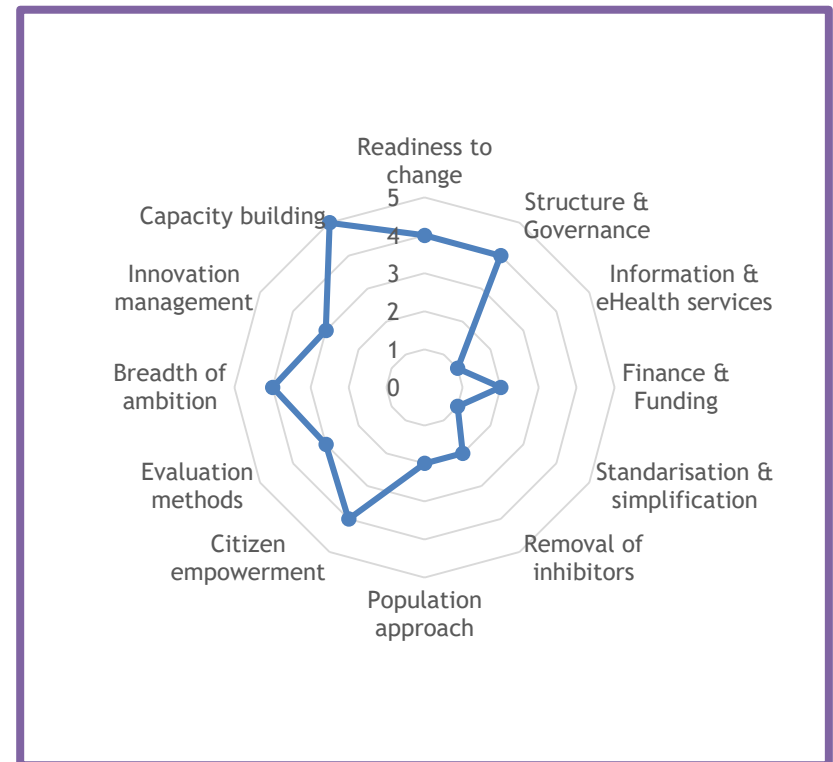 Readiness to
change
5
4
3
2
1
0
Structure &
Governance
Information &
eHealth services
Finance &
Funding
Standarisation &
simplification
Removal of
inhibitors
Population
approach
Citizen
empowerment
Evaluation
methods
Breadth of
ambition
Innovation
management
Capacity building